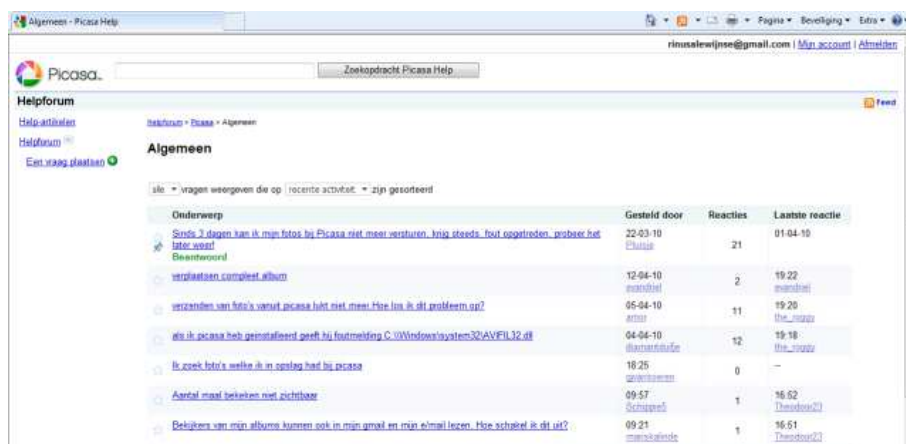 Algemeen - Picasa Help
Pagina Beveiliging Extra
rinusalewijnse@gmail.com | Mijn account | Afmelden
Picasa
Zoekopdracht Picasa Help
Helpforum
Feed
Help-artikelen
Helpforum > Picasa > Algemeen
Helpforum
Een vraag plaatsen
Algemeen
alle vragen weergeven die op recente activiteit zijn gesorteerd
Onderwerp Gesteld door Reacties Laatste reactie
Sinds 3 dagen kan ik mijn fotos bij Picasa niet meer versturen, krijg steeds, fout opgetreden, probeer het 22-03-10 01-04-10
later weer! Pluisje 21
Beantwoord
verplaatsen compleet album 12-04-10 2 19:22
evandriel evandriel
verzenden van foto's vanuit picasa lukt niet meer.Hoe los ik dit probleem op? 05-04-10 11 19:20
the_roggy
als ik picasa heb geinstalleerd geeft hij foutmelding C:\\Windows\system32\AVIFIL32.dll 04-04-10 12 19:18
the_roggy
Ik zoek foto's welke ik in opslag had bij picasa 18:25 0 --
Aantal maal bekeken niet zichtbaar 09:57 1 16:52
Theodoor23
Bekijkers van mijn albums kunnen ook in mijn gmail en mijn e/mail lezen. Hoe schakel ik dit uit? 09:21 1 16:51
Theodoor23